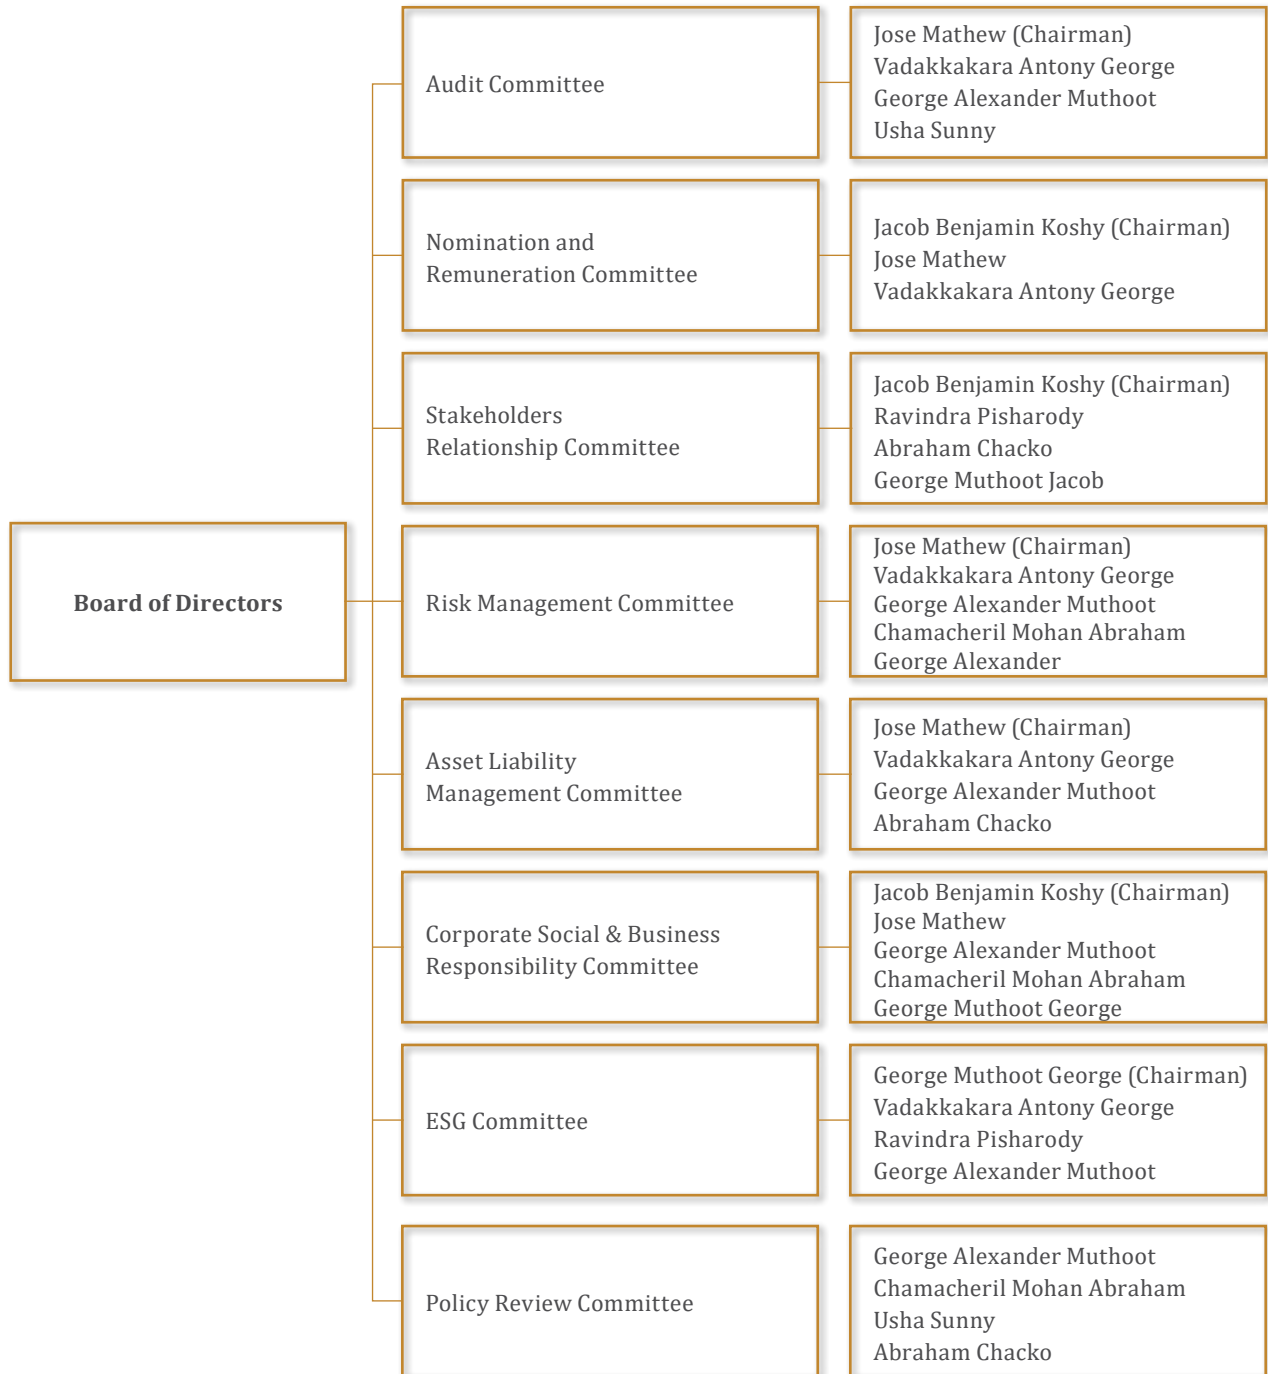 Board of Directors
Audit Committee
Jose Mathew (Chairman)
Vadakkakara Antony George
George Alexander Muthoot
Usha Sunny
Nomination and
Remuneration Committee
Jacob Benjamin Koshy (Chairman)
Jose Mathew
Vadakkakara Antony George
Stakeholders
Relationship Committee
Jacob Benjamin Koshy (Chairman)
Ravindra Pisharody
Abraham Chacko
George Muthoot Jacob
Risk Management Committee
Jose Mathew (Chairman)
Vadakkakara Antony George
George Alexander Muthoot
Chamacheril Mohan Abraham
George Alexander
Asset Liability
Management Committee
Jose Mathew (Chairman)
Vadakkakara Antony George
George Alexander Muthoot
Abraham Chacko
Corporate Social & Business
Responsibility Committee
Jacob Benjamin Koshy (Chairman)
Jose Mathew
George Alexander Muthoot
Chamacheril Mohan Abraham
George Muthoot George
ESG Committee
George Muthoot George (Chairman)
Vadakkakara Antony George
Ravindra Pisharody
George Alexander Muthoot
Policy Review Committee
George Alexander Muthoot
Chamacheril Mohan Abraham
Usha Sunny
Abraham Chacko